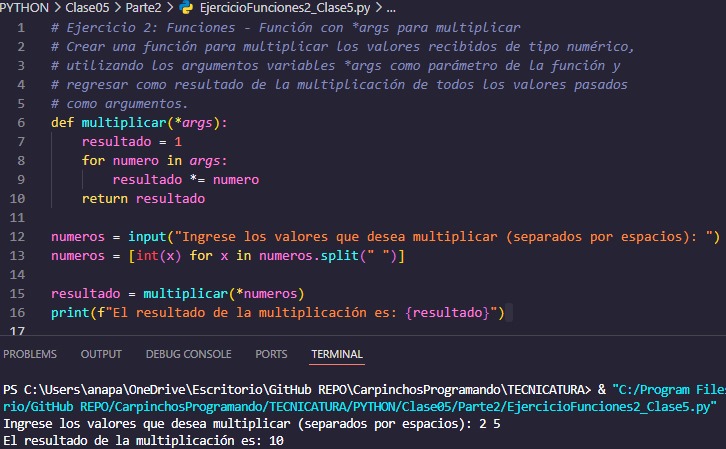 PYTHON > Clase05 > Parte2 > EjercicioFunciones2_Clase5.py > ...
1 # Ejercicio 2: Funciones - Función con *args para multiplicar
2 # Crear una función para multiplicar los valores recibidos de tipo numérico,
3 # utilizando los argumentos variables *args como parámetro de la función y
4 # regresar como resultado de la multiplicación de todos los valores pasados
5 # como argumentos.
6 def multiplicar(*args):
7     resultado = 1
8     for numero in args:
9         resultado *= numero
10     return resultado
11
12 numeros = input("Ingrese los valores que desea multiplicar (separados por espacios): ")
13 numeros = [int(x) for x in numeros.split(" ")]
14
15 resultado = multiplicar(*numeros)
16 print(f"El resultado de la multiplicación es: {resultado}")
17
PROBLEMS OUTPUT DEBUG CONSOLE PORTS TERMINAL
PS C:\Users\anapa\OneDrive\Escritorio\GitHub REPO\CarpinchosProgramando\TECNICATURA> & "C:/Program Files
rio/GitHub REPO/CarpinchosProgramando/TECNICATURA/PYTHON/Clase05/Parte2/EjercicioFunciones2_Clase5.py"
Ingrese los valores que desea multiplicar (separados por espacios): 2 5
El resultado de la multiplicación es: 10